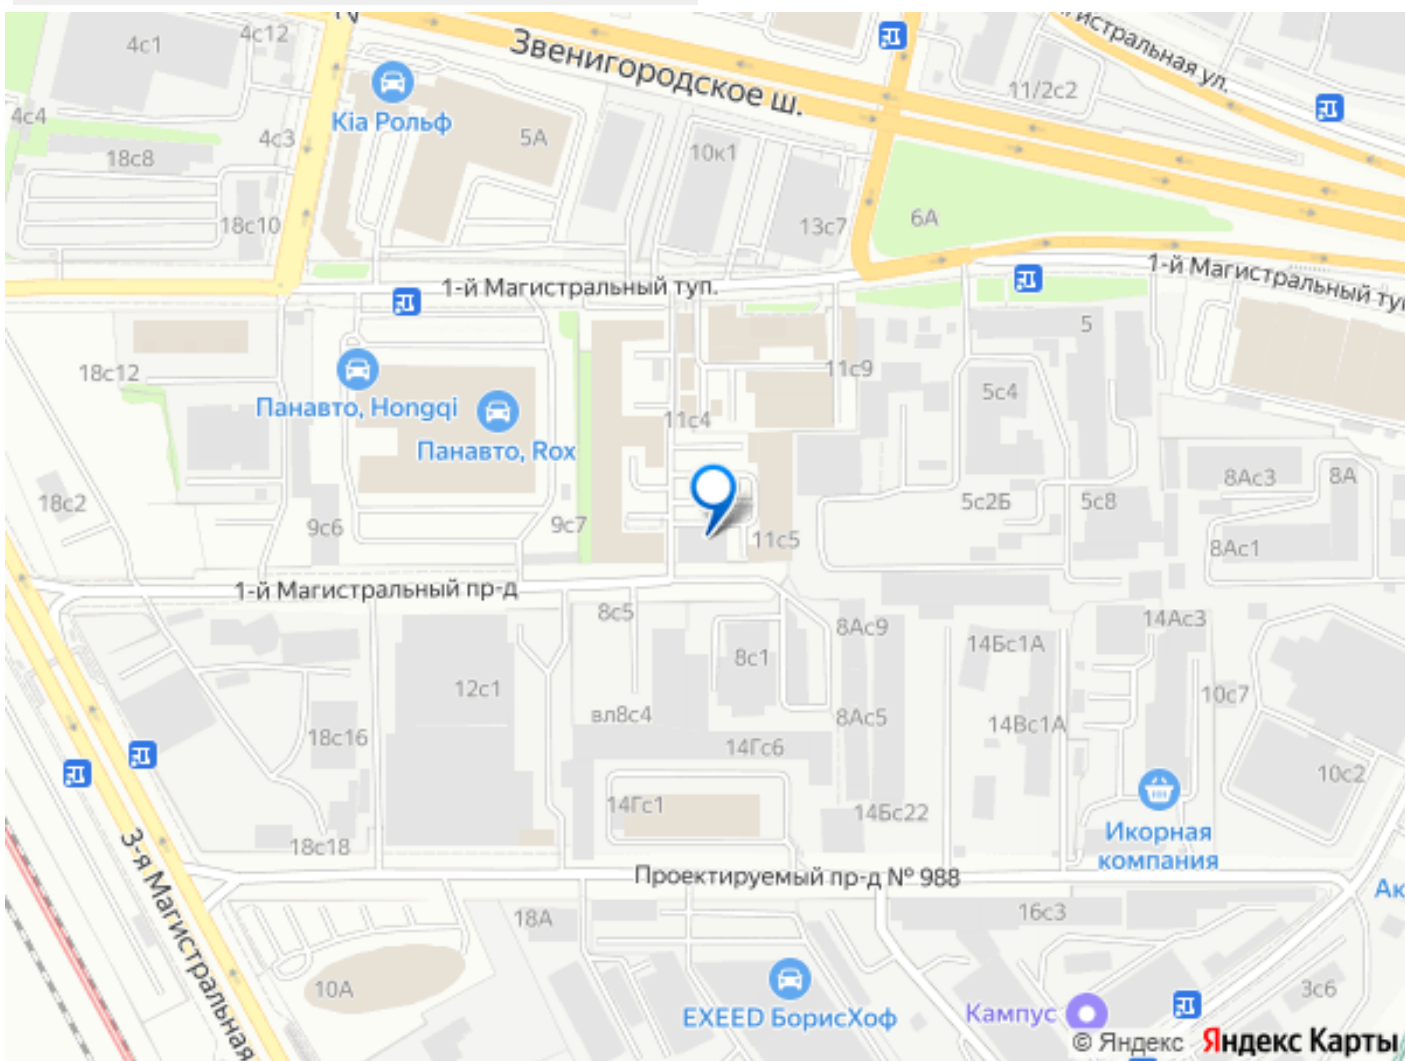 4с1
4с12
Звенигородское ш.
магистральная ул.
11/2с2
4с4
Kia Рольф
4с3
5А
18с8
10к1
18с10
13с7
6А
1-й Магистральный туп.
1-й Магистральный туп
5
18с12
11с9
Панавто, Hongqi
5с4
11с4
Панавто, Rox
8Ас3
8А
18с2
9с6
9с7
5с2Б
5с8
11с5
8Ас1
1-й Магистральный пр-д
8с5
8Ас9
14Ас3
14Бс1А
8с1
12с1
10с7
вл8с4
8Ас5
14Вс1А
18с16
14Гс6
10с2
14Гс1
14Бс22
Икорная
компания
18с18
3-я Магистральная
Проектируемый пр-д № 988
Ак
18А
16с3
10А
3с6
EXEED БорисХоф
Кампус
© Яндекс Яндекс Карты